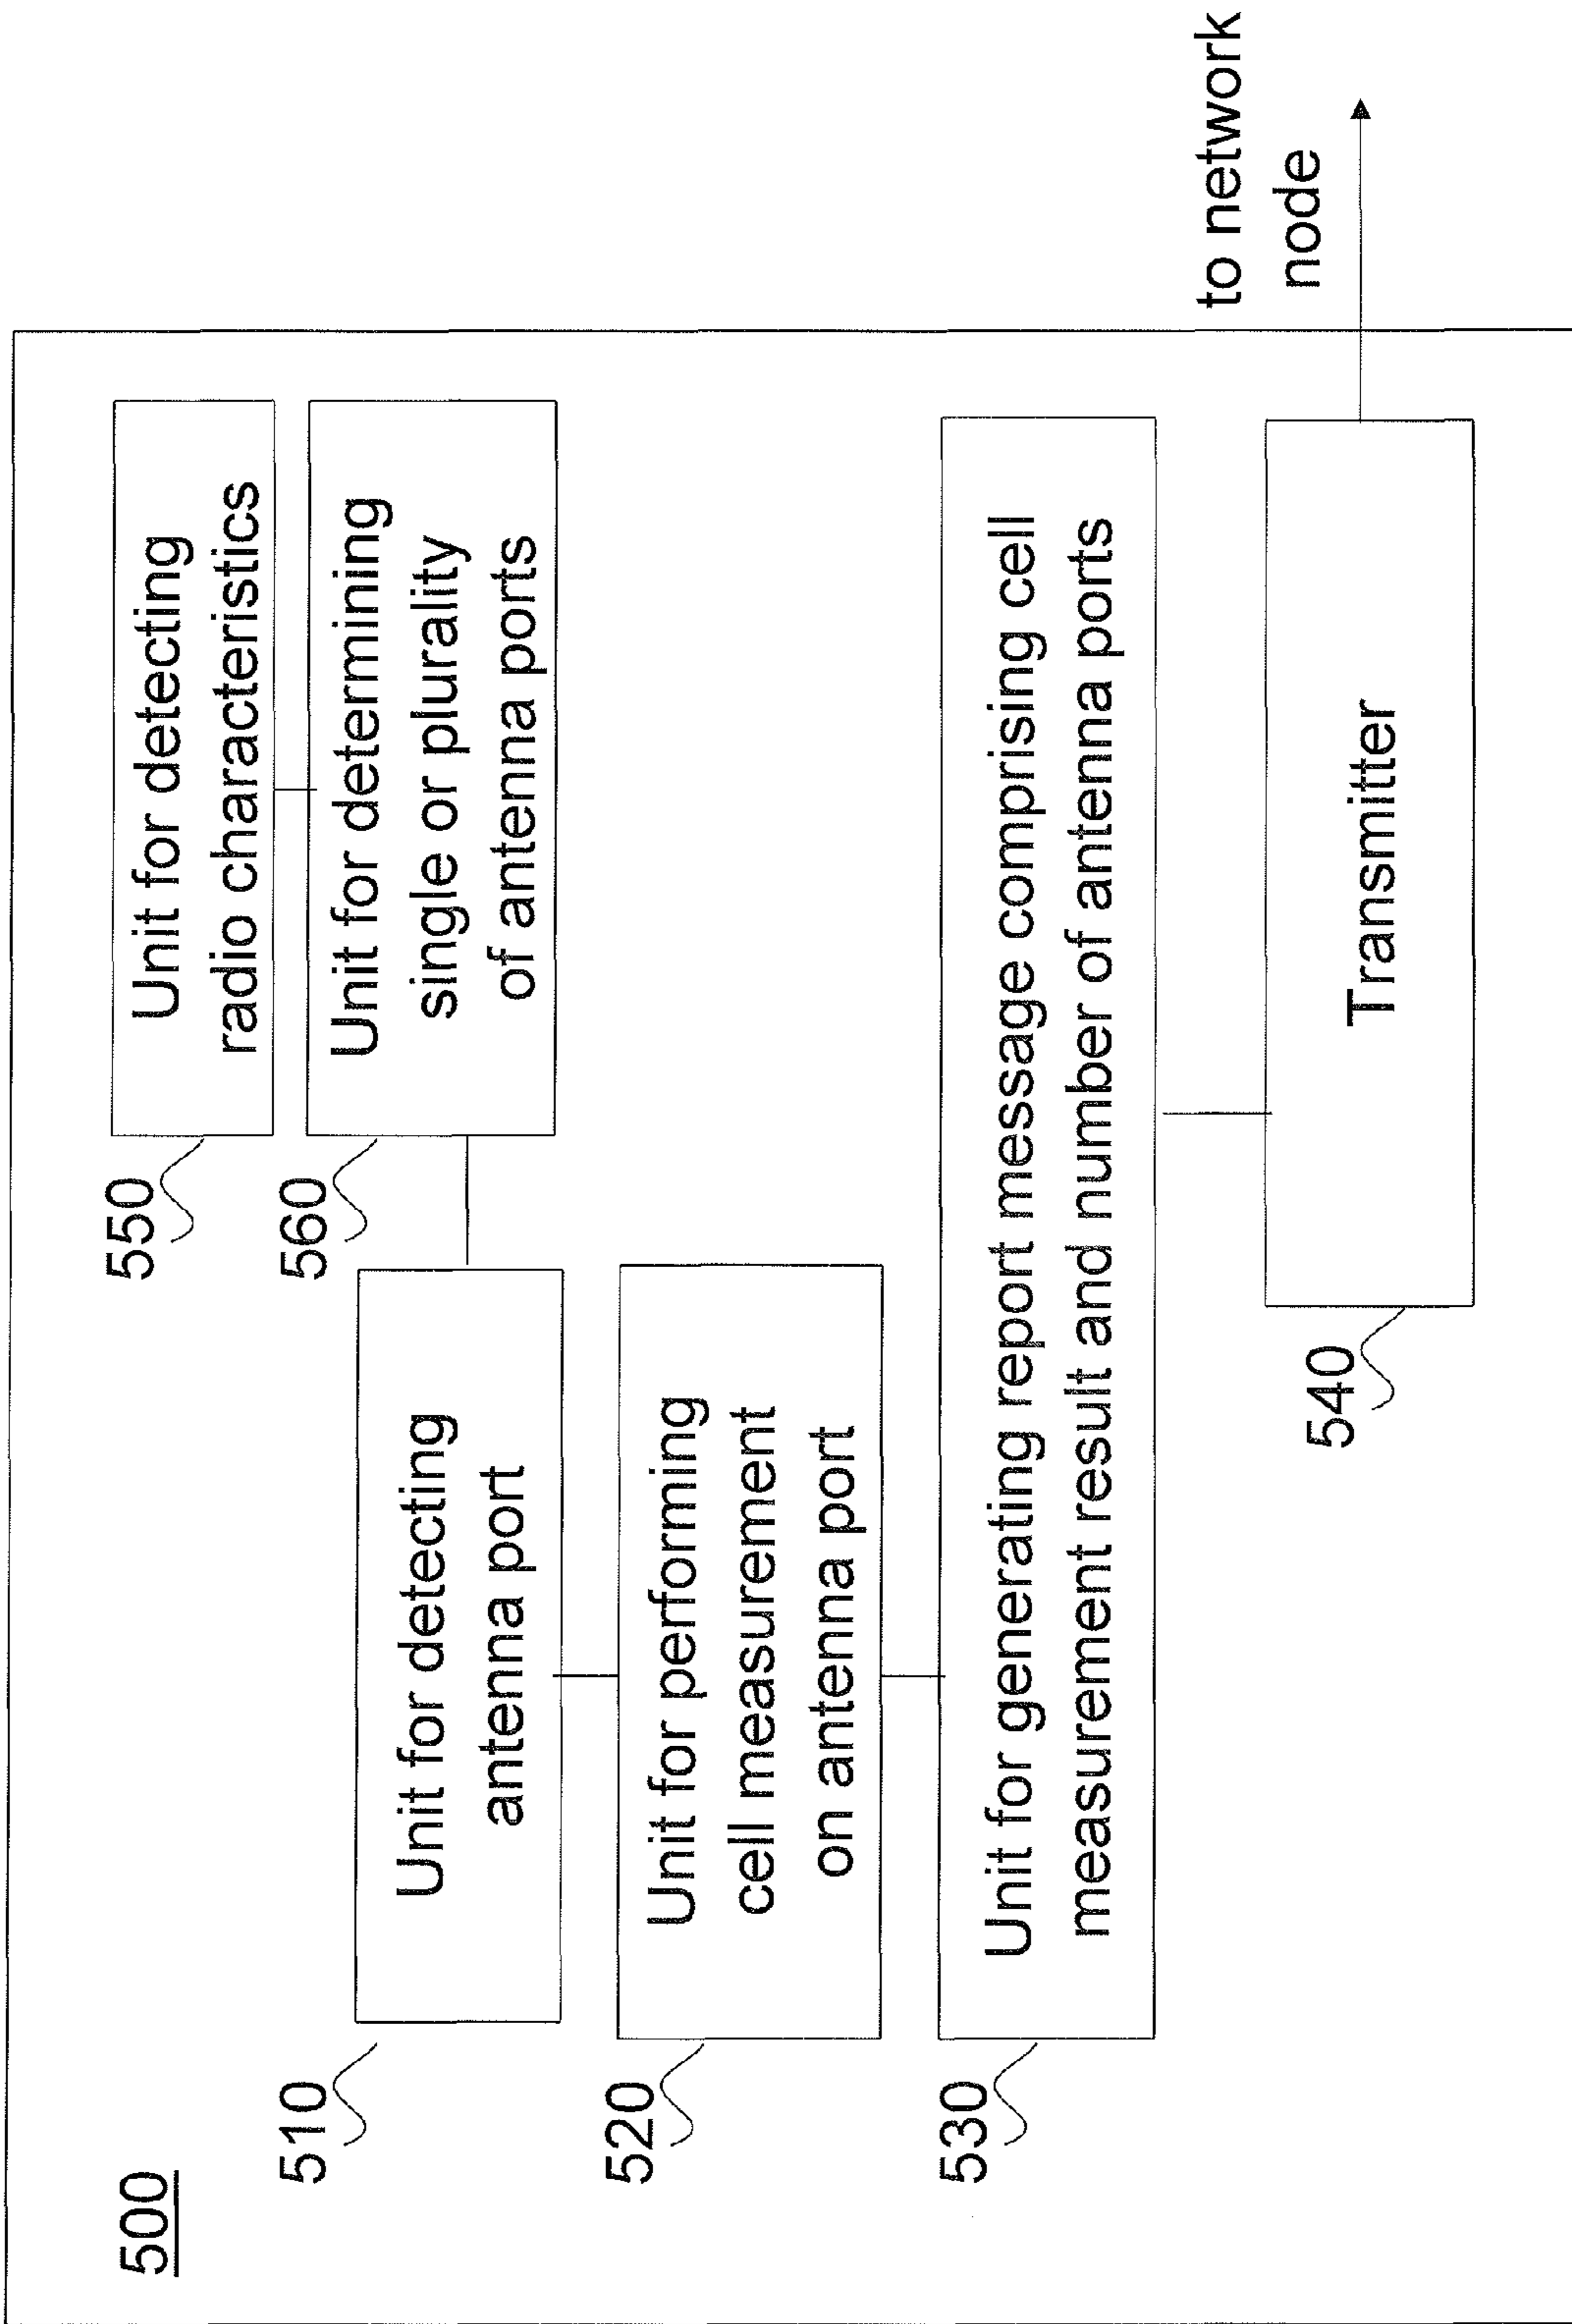 500
550
Unit for detecting
radio characteristics
560
Unit for determining
single or plurality
of antenna ports
510
Unit for detecting
antenna port
520
Unit for performing
cell measurement
on antenna port
530
Unit for generating report message comprising cell
measurement result and number of antenna ports
540
Transmitter
to network
node